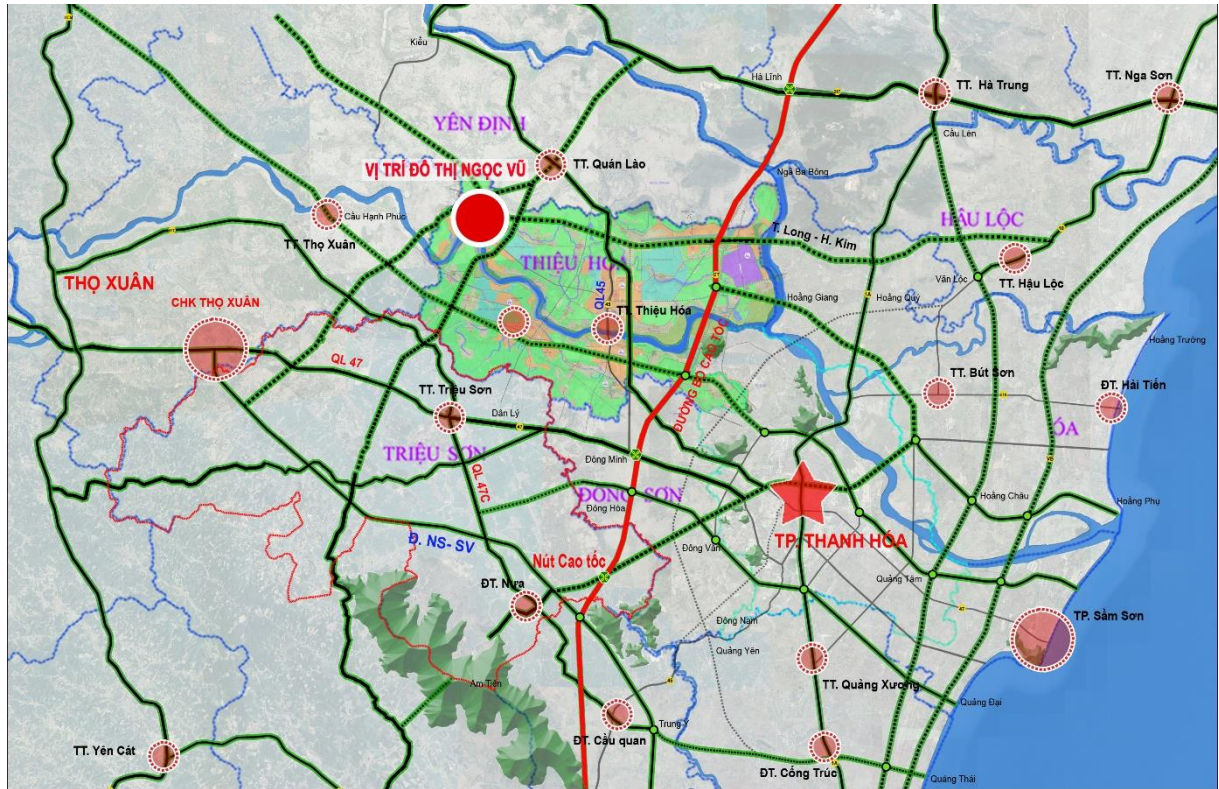 Kiểu
Hà Lĩnh
TT. Hà Trung
TT. Nga Sơn
YÊN ĐỊNH
Cầu Lèn
VỊ TRÍ ĐÔ THỊ NGỌC VŨ
TT. Quán Lào
Ngã Ba Bông
Cầu Hạnh Phúc
TT. Thọ Xuân
HẬU LỘC
T. Long - H. Kim
THIỆU HÓA
TT. Hậu Lộc
Văn Lộc
THỌ XUÂN
CHK THỌ XUÂN
QL45
TT. Thiệu Hóa
Hoằng Giang
Hoằng Quý
Hoằng Trường
QL 47
ĐƯỜNG BỘ CAO TỐC
TT. Triệu Sơn
Dân Lý
47
TT. Bút Sơn
ĐT. Hải Tiến
ÓA
TRIỆU SƠN
Đông Minh
QL 47C
ĐÔNG SƠN
Đông Hòa
Hoằng Châu
Hoằng Phụ
TP. THANH HÓA
Đ. NS- SV
Đông Văn
Nút Cao tốc
Quảng Tâm
ĐT. Nưa
47
TP. Sầm Sơn
Đông Nam
Quảng Yên
Am Tiên
TT. Quảng Xương
Quảng Đại
ĐT. Cầu quan
Trung Ý
TT. Yên Cát
ĐT. Cống Trúc
Quảng Thái